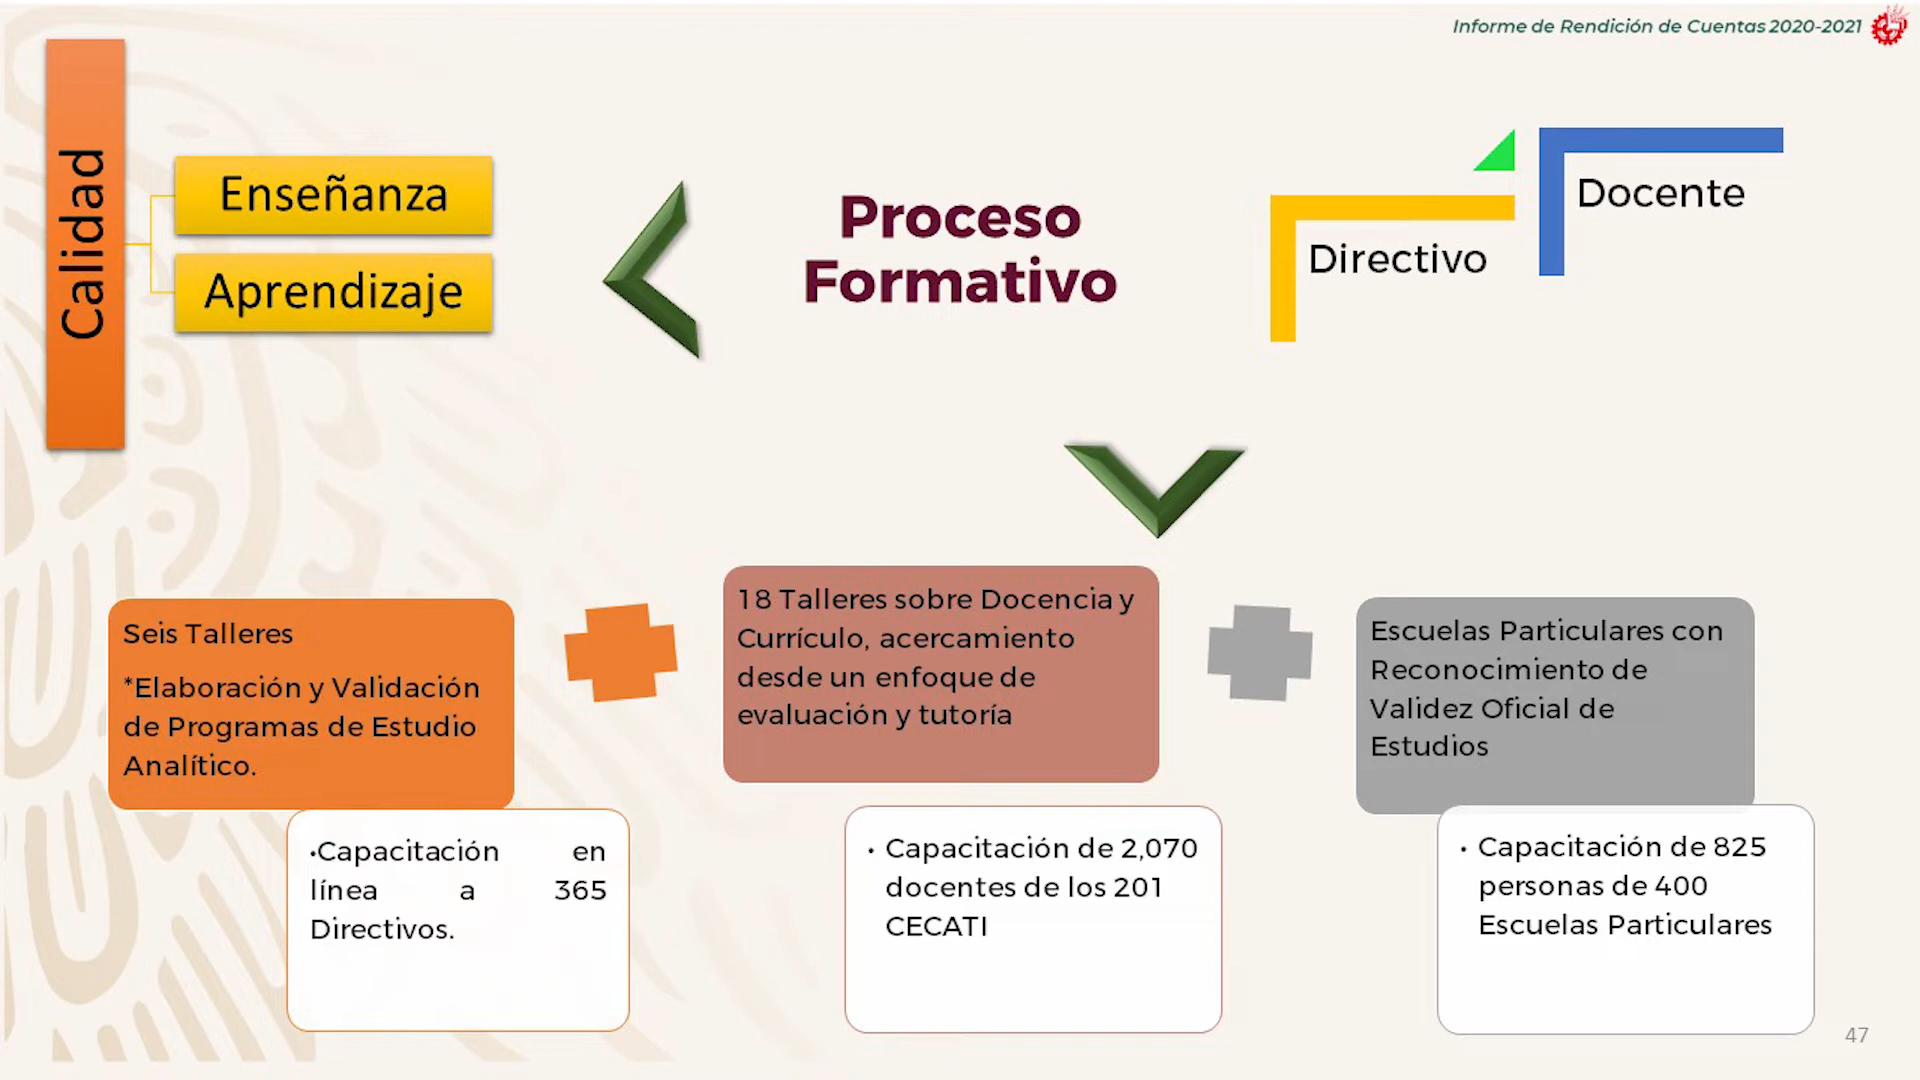 Informe de Rendición de Cuentas 2020-2021
Calidad
Enseñanza
Aprendizaje
Proceso
Formativo
Directivo
Docente
Seis Talleres
*Elaboración y Validación
de Programas de Estudio
Analítico.
•Capacitación en
línea a 365
Directivos.
18 Talleres sobre Docencia y
Currículo, acercamiento
desde un enfoque de
evaluación y tutoría
• Capacitación de 2,070
docentes de los 201
CECATI
Escuelas Particulares con
Reconocimiento de
Validez Oficial de
Estudios
• Capacitación de 825
personas de 400
Escuelas Particulares
47